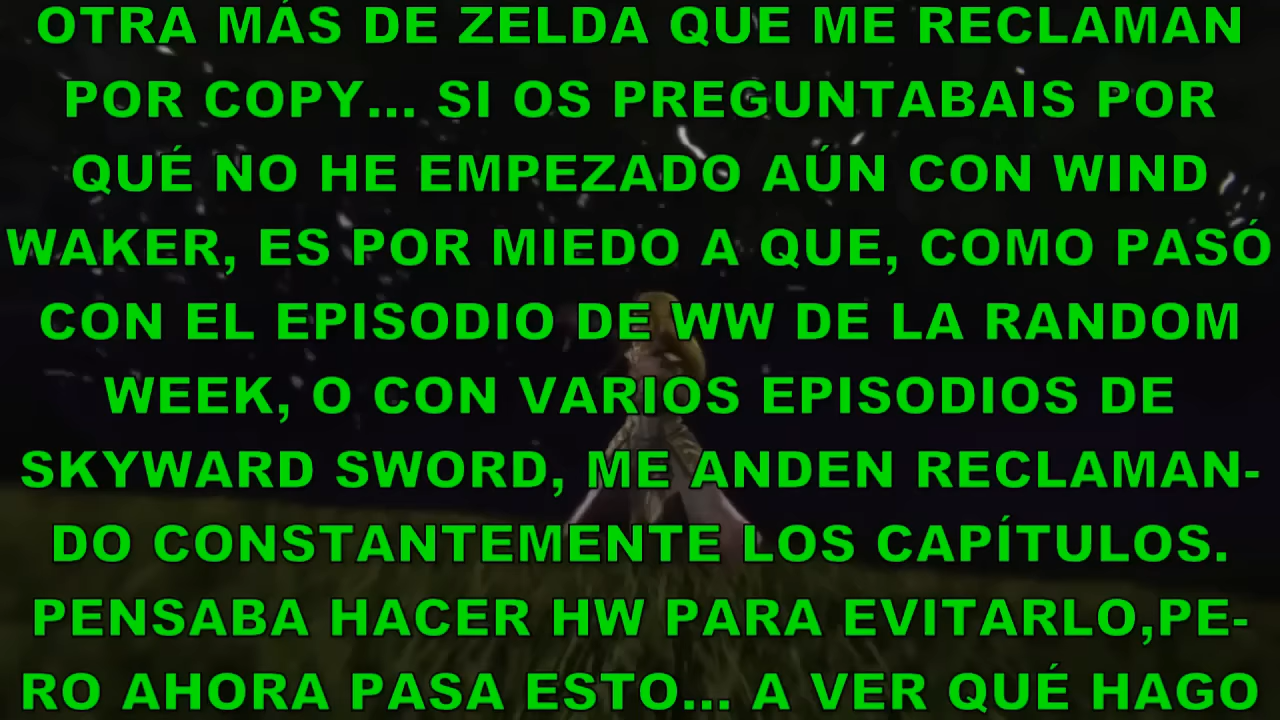 OTRA MÁS DE ZELDA QUE ME RECLAMAN
POR COPY... SI OS PREGUNTABAIS POR
QUÉ NO HE EMPEZADO AÚN CON WIND
WAKER, ES POR MIEDO A QUE, COMO PASÓ
CON EL EPISODIO DE WW DE LA RANDOM
WEEK, O CON VARIOS EPISODIOS DE
SKYWARD SWORD, ME ANDEN RECLAMAN-
DO CONSTANTEMENTE LOS CAPÍTULOS.
PENSABA HACER HW PARA EVITARLO,PE-
RO AHORA PASA ESTO... A VER QUÉ HAGO